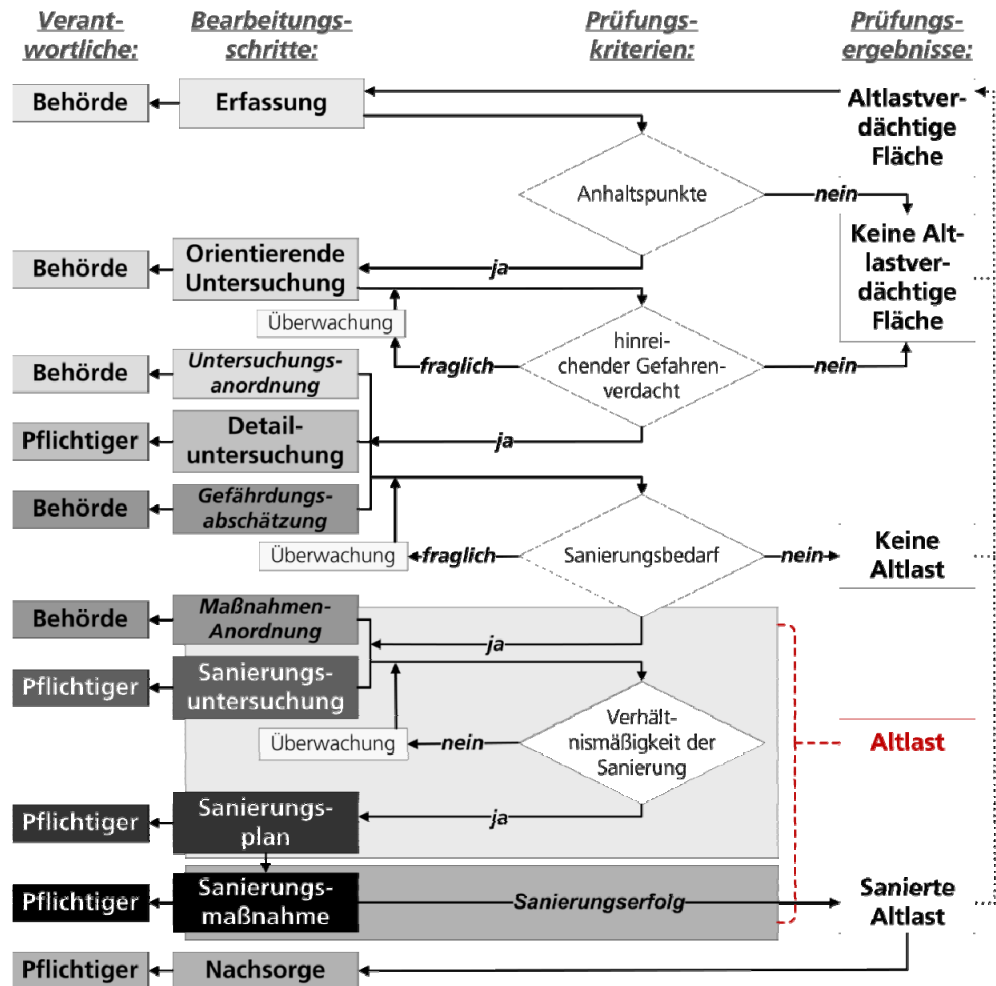 Verant-
wortliche:
Bearbeitungs-
schritte:
Prüfungs-
kriterien:
Prüfungs-
ergebnisse:
Behörde
Erfassung
Altlastver-
dächtige
Fläche
Anhaltspunkte
nein
Keine Alt-
lastver-
dächtige
Fläche
Behörde
Orientierende
Untersuchung
ja
Überwachung
hinrei-
chender Gefahren-
verdacht
fraglich
nein
Behörde
Untersuchungs-
anordnung
Pflichtiger
Detail-
untersuchung
ja
Behörde
Gefährdungs-
abschätzung
Überwachung
fraglich
Sanierungsbedarf
nein
Keine
Altlast
Behörde
Maßnahmen-
Anordnung
ja
Pflichtiger
Sanierungs-
untersuchung
Überwachung
nein
Verhält-
nismäßigkeit der
Sanierung
Altlast
Pflichtiger
Sanierungs-
plan
ja
Pflichtiger
Sanierungs-
maßnahme
Sanierungserfolg
Sanierte
Altlast
Pflichtiger
Nachsorge